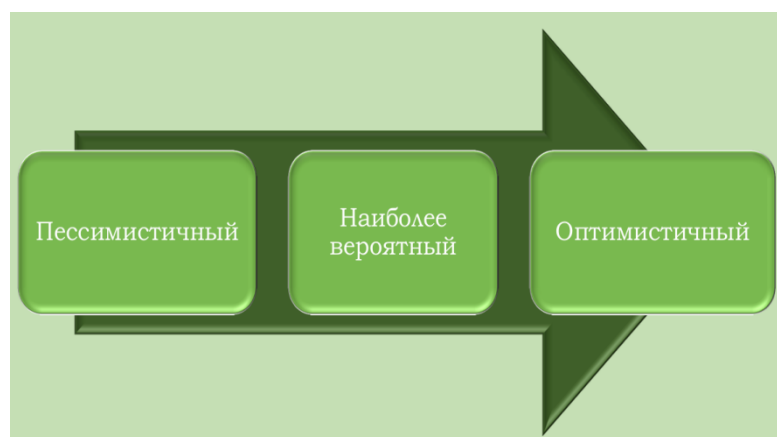 Пессимистичный
Наиболее
вероятный
Оптимистичный